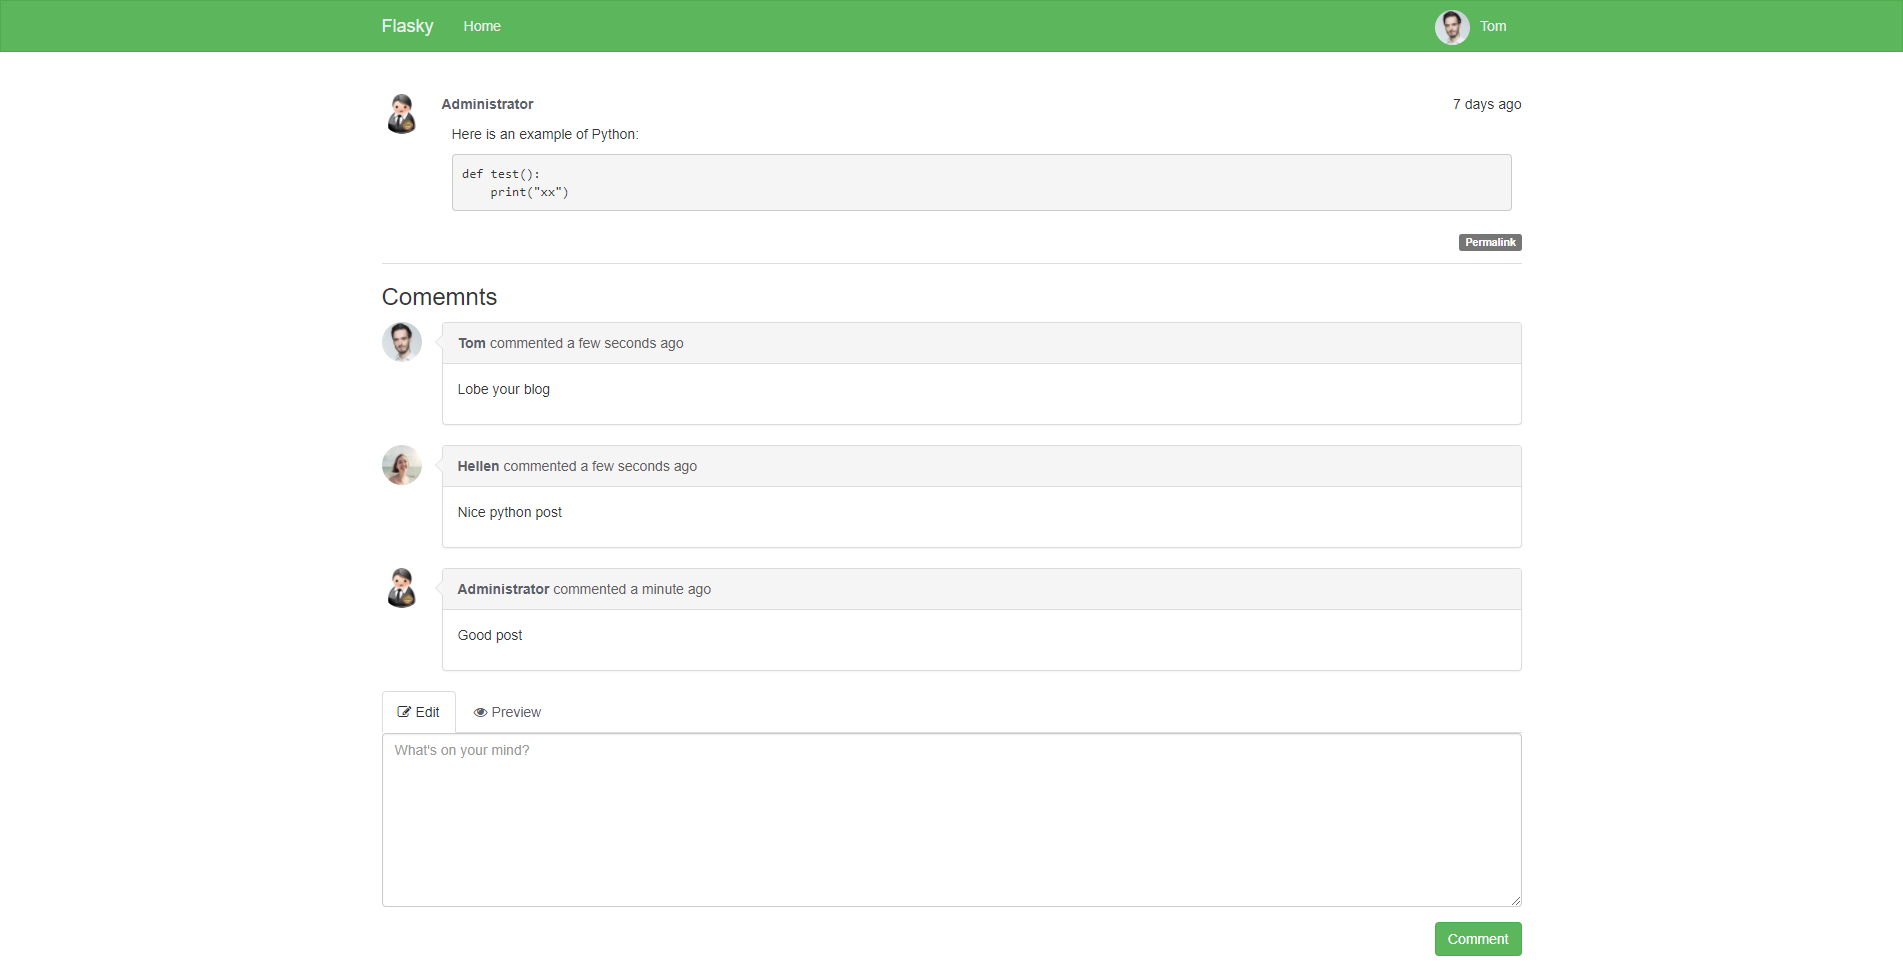 Flasky Home Tom
Administrator 7 days ago
Here is an example of Python:
def test():
    print("xx")
Permalink
Comemnts
Tom commented a few seconds ago
Lobe your blog
Hellen commented a few seconds ago
Nice python post
Administrator commented a minute ago
Good post
Edit Preview
What's on your mind?
Comment